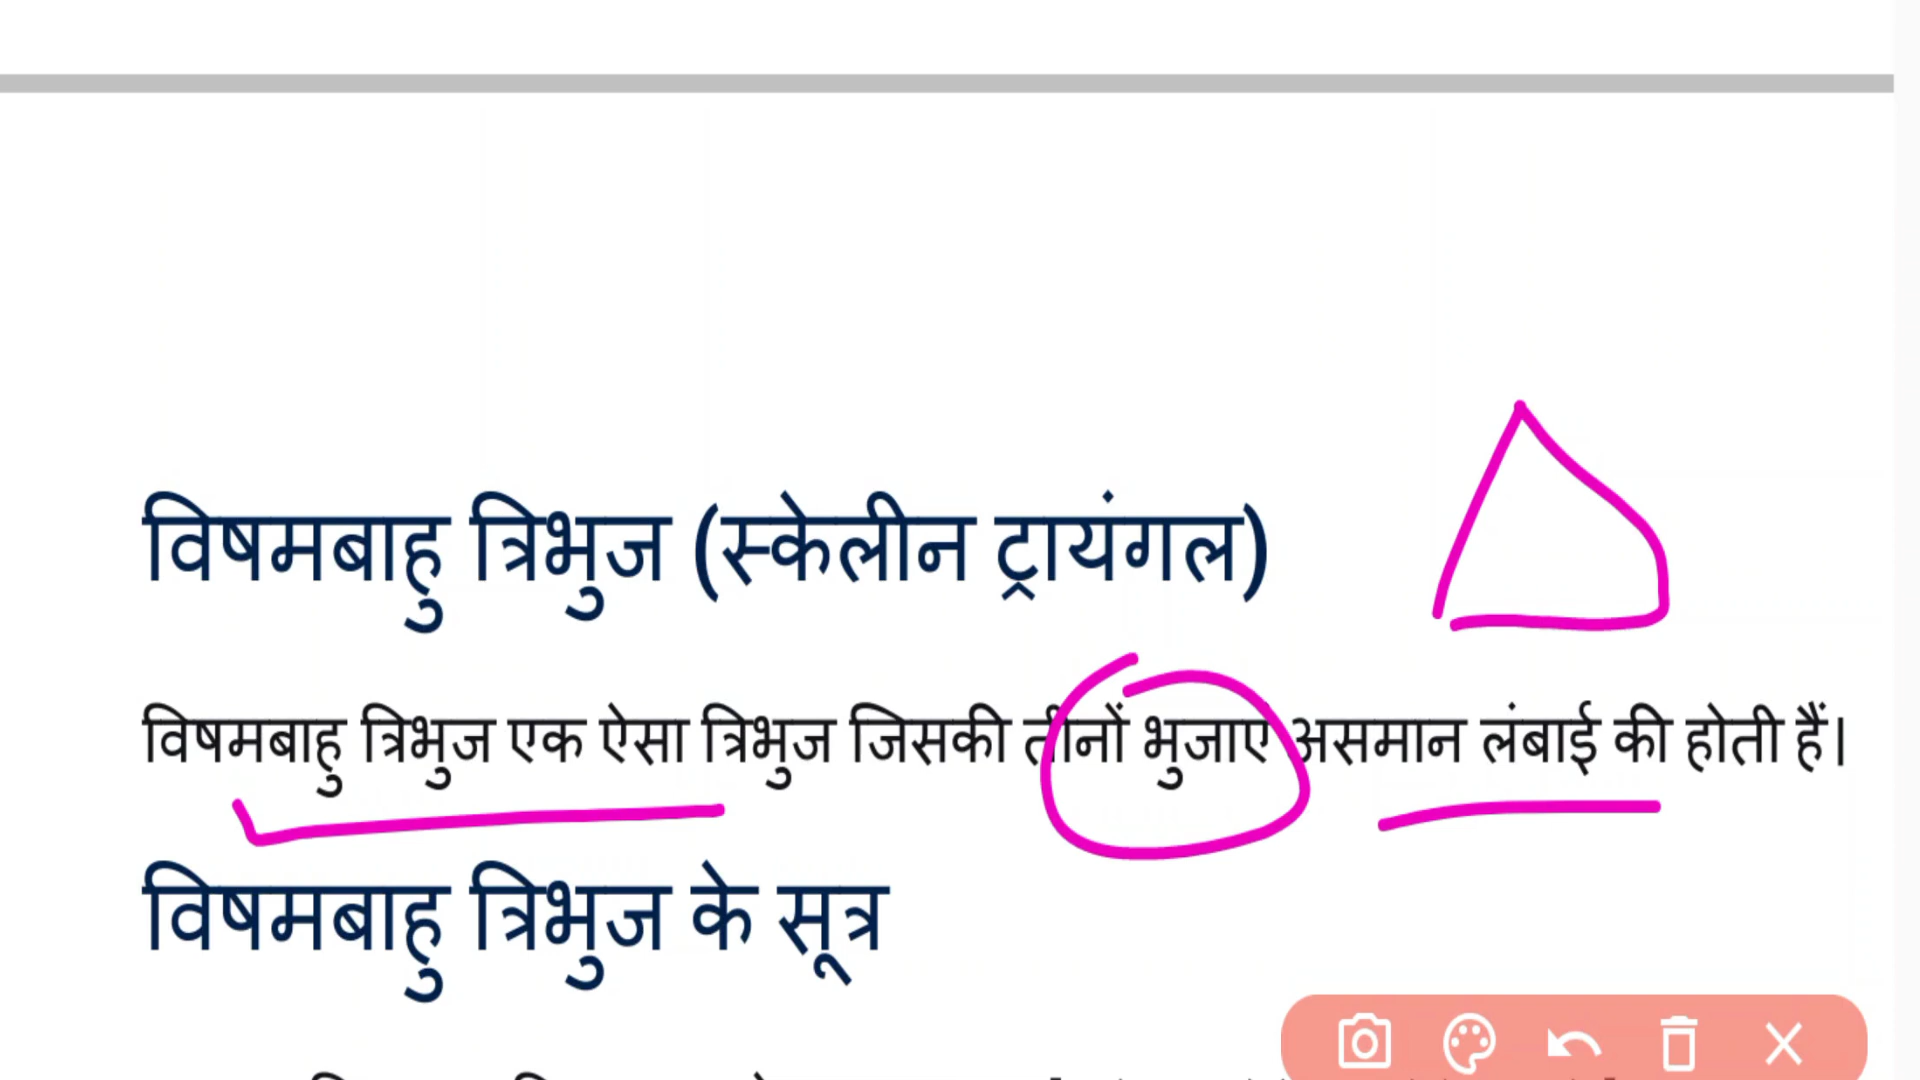 विषमबाहु त्रिभुज (स्केलीन ट्रायंगल)
विषमबाहु त्रिभुज एक ऐसा त्रिभुज जिसकी तीनों भुजाए असमान लंबाई की होती हैं।
विषमबाहु त्रिभुज के सूत्र